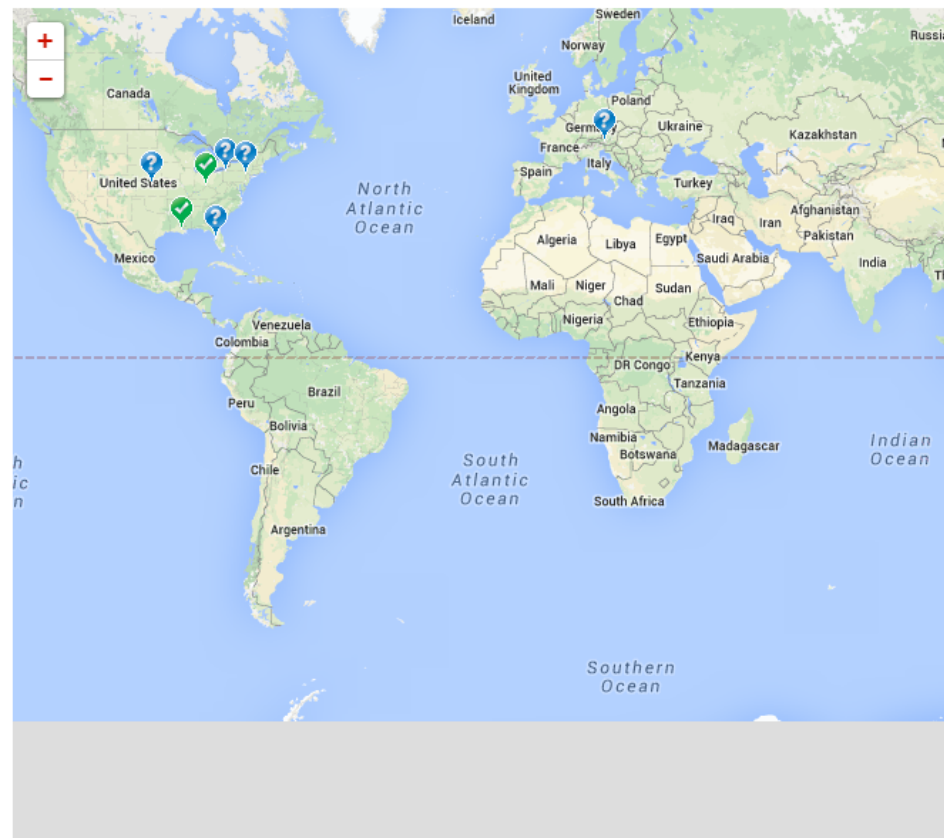 Iceland
Sweden
Norway
Russia
+
−
Canada
United
Kingdom
Poland
Germany
Ukraine
Kazakhstan
France
Italy
Spain
United States
Turkey
North
Atlantic
Ocean
Afghanistan
Iraq
Iran
Pakistan
Algeria
Libya
Egypt
Saudi Arabia
India
Mexico
Mali
Niger
Chad
Sudan
Th
Nigeria
Ethiopia
Venezuela
Colombia
Kenya
DR Congo
Tanzania
Peru
Brazil
Angola
Bolivia
Namibia
Botswana
Madagascar
Indian
Ocean
Chile
South
Atlantic
Ocean
h
ic
n
South Africa
Argentina
Southern
Ocean